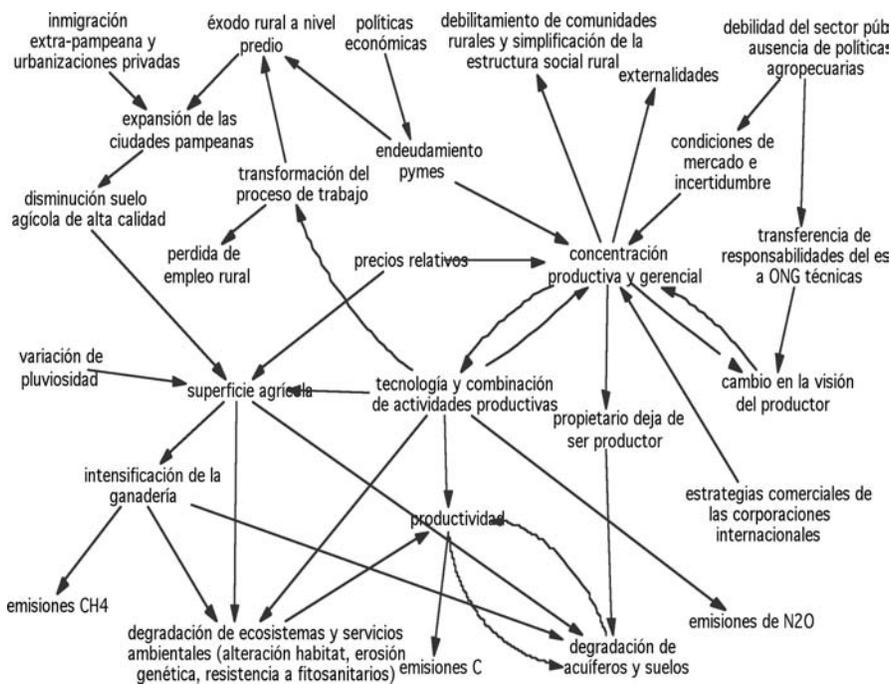 inmigración
extra-pampeana y
urbanizaciones privadas
éxodo rural a nivel
predio
políticas
económicas
debilitamiento de comunidades
rurales y simplificación de la
estructura social rural
externalidades
debilidad del sector púb
ausencia de políticas
agropecuarias
expansión de las
ciudades pampeanas
endeudamiento
pymes
condiciones de
mercado e
incertidumbre
transformación del
proceso de trabajo
disminución suelo
agícola de alta calidad
perdida de
empleo rural
precios relativos
concentración
productiva y gerencial
transferencia de
responsabilidades del es
a ONG técnicas
variación de
pluviosidad
superficie agrícola
tecnología y combinación
de actividades productivas
cambio en la visión
del productor
propietario deja de
ser productor
intensificación de la
ganadería
productividad
estrategias comerciales de
las corporaciones
internacionales
emisiones CH4
degradación de ecosistemas y servicios
ambientales (alteración habitat, erosión
genética, resistencia a fitosanitarios)
emisiones C
degradación de
acuíferos y suelos
emisiones de N2O